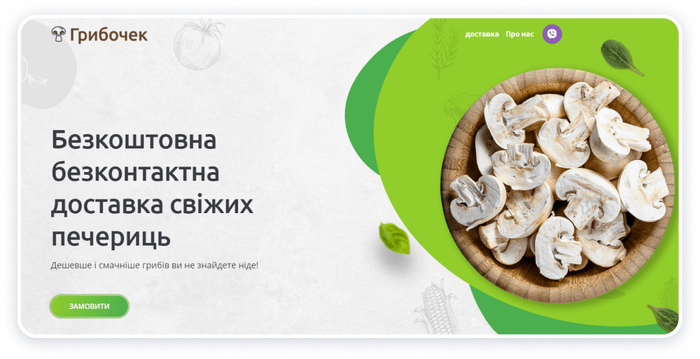 Грибочек
доставка Про нас
Безкоштовна
безконтактна
доставка свіжих
печериць
Дешевше і смачніше грибів ви не знайдете ніде!
ЗАМОВИТИ